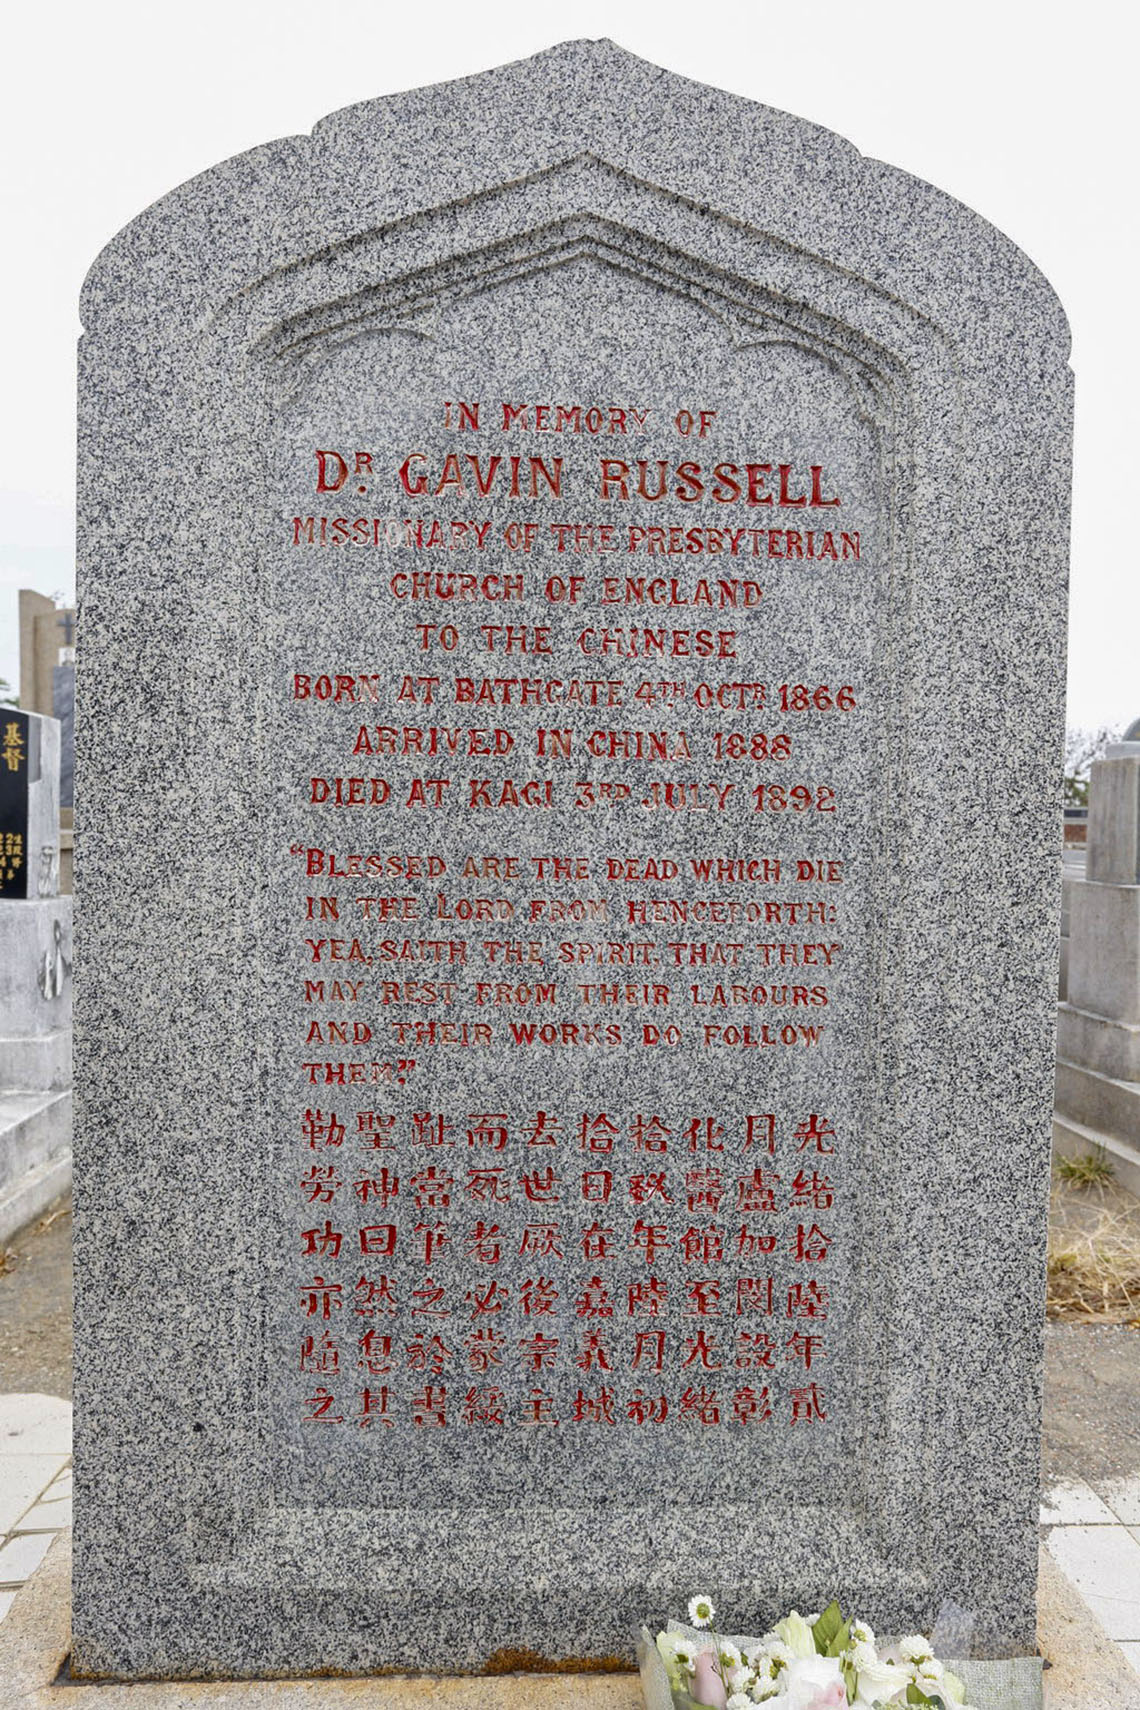 IN MEMORY OF
DR. GAVIN RUSSELL
MISSIONARY OF THE PRESBYTERIAN
CHURCH OF ENGLAND
TO THE CHINESE
BORN AT BATHGATE 4TH OCTR. 1866
ARRIVED IN CHINA 1888
DIED AT KAGI 3RD JULY 1892
“BLESSED ARE THE DEAD WHICH DIE
IN THE LORD FROM HENCEFORTH:
YEA, SAITH THE SPIRIT, THAT THEY
MAY REST FROM THEIR LABOURS
AND THEIR WORKS DO FOLLOW
THEM.”
光緒拾陸年貳
月盧加閔設彰
化醫館至光緒
拾年陸月初
拾日在嘉義城
去世厥後宗主
而死者必蒙綏
趾當筆之於書
聖神曰然息其
勤勞功亦隨之
基督